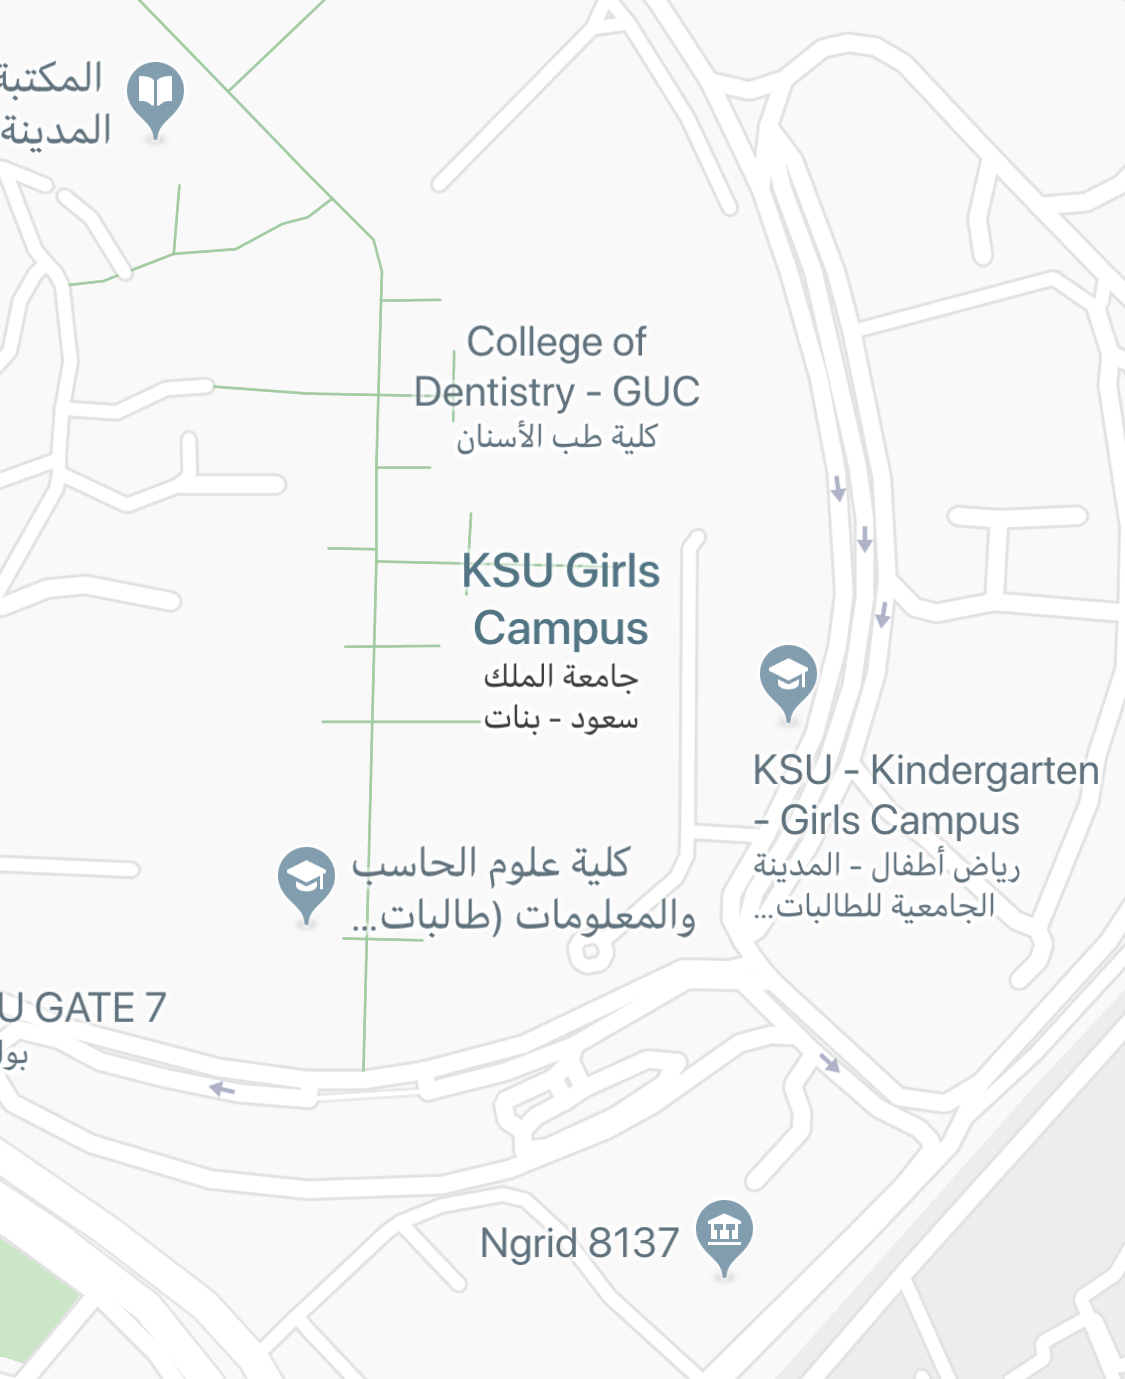 المكتبة
المدينة
College of
Dentistry - GUC
كلية طب الأسنان
KSU Girls
Campus
جامعة الملك
سعود - بنات
KSU - Kindergarten
- Girls Campus
رياض أطفال - المدينة
الجامعية للطالبات...
كلية علوم الحاسب
والمعلومات (طالبات...
U GATE 7
بوا
Ngrid 8137